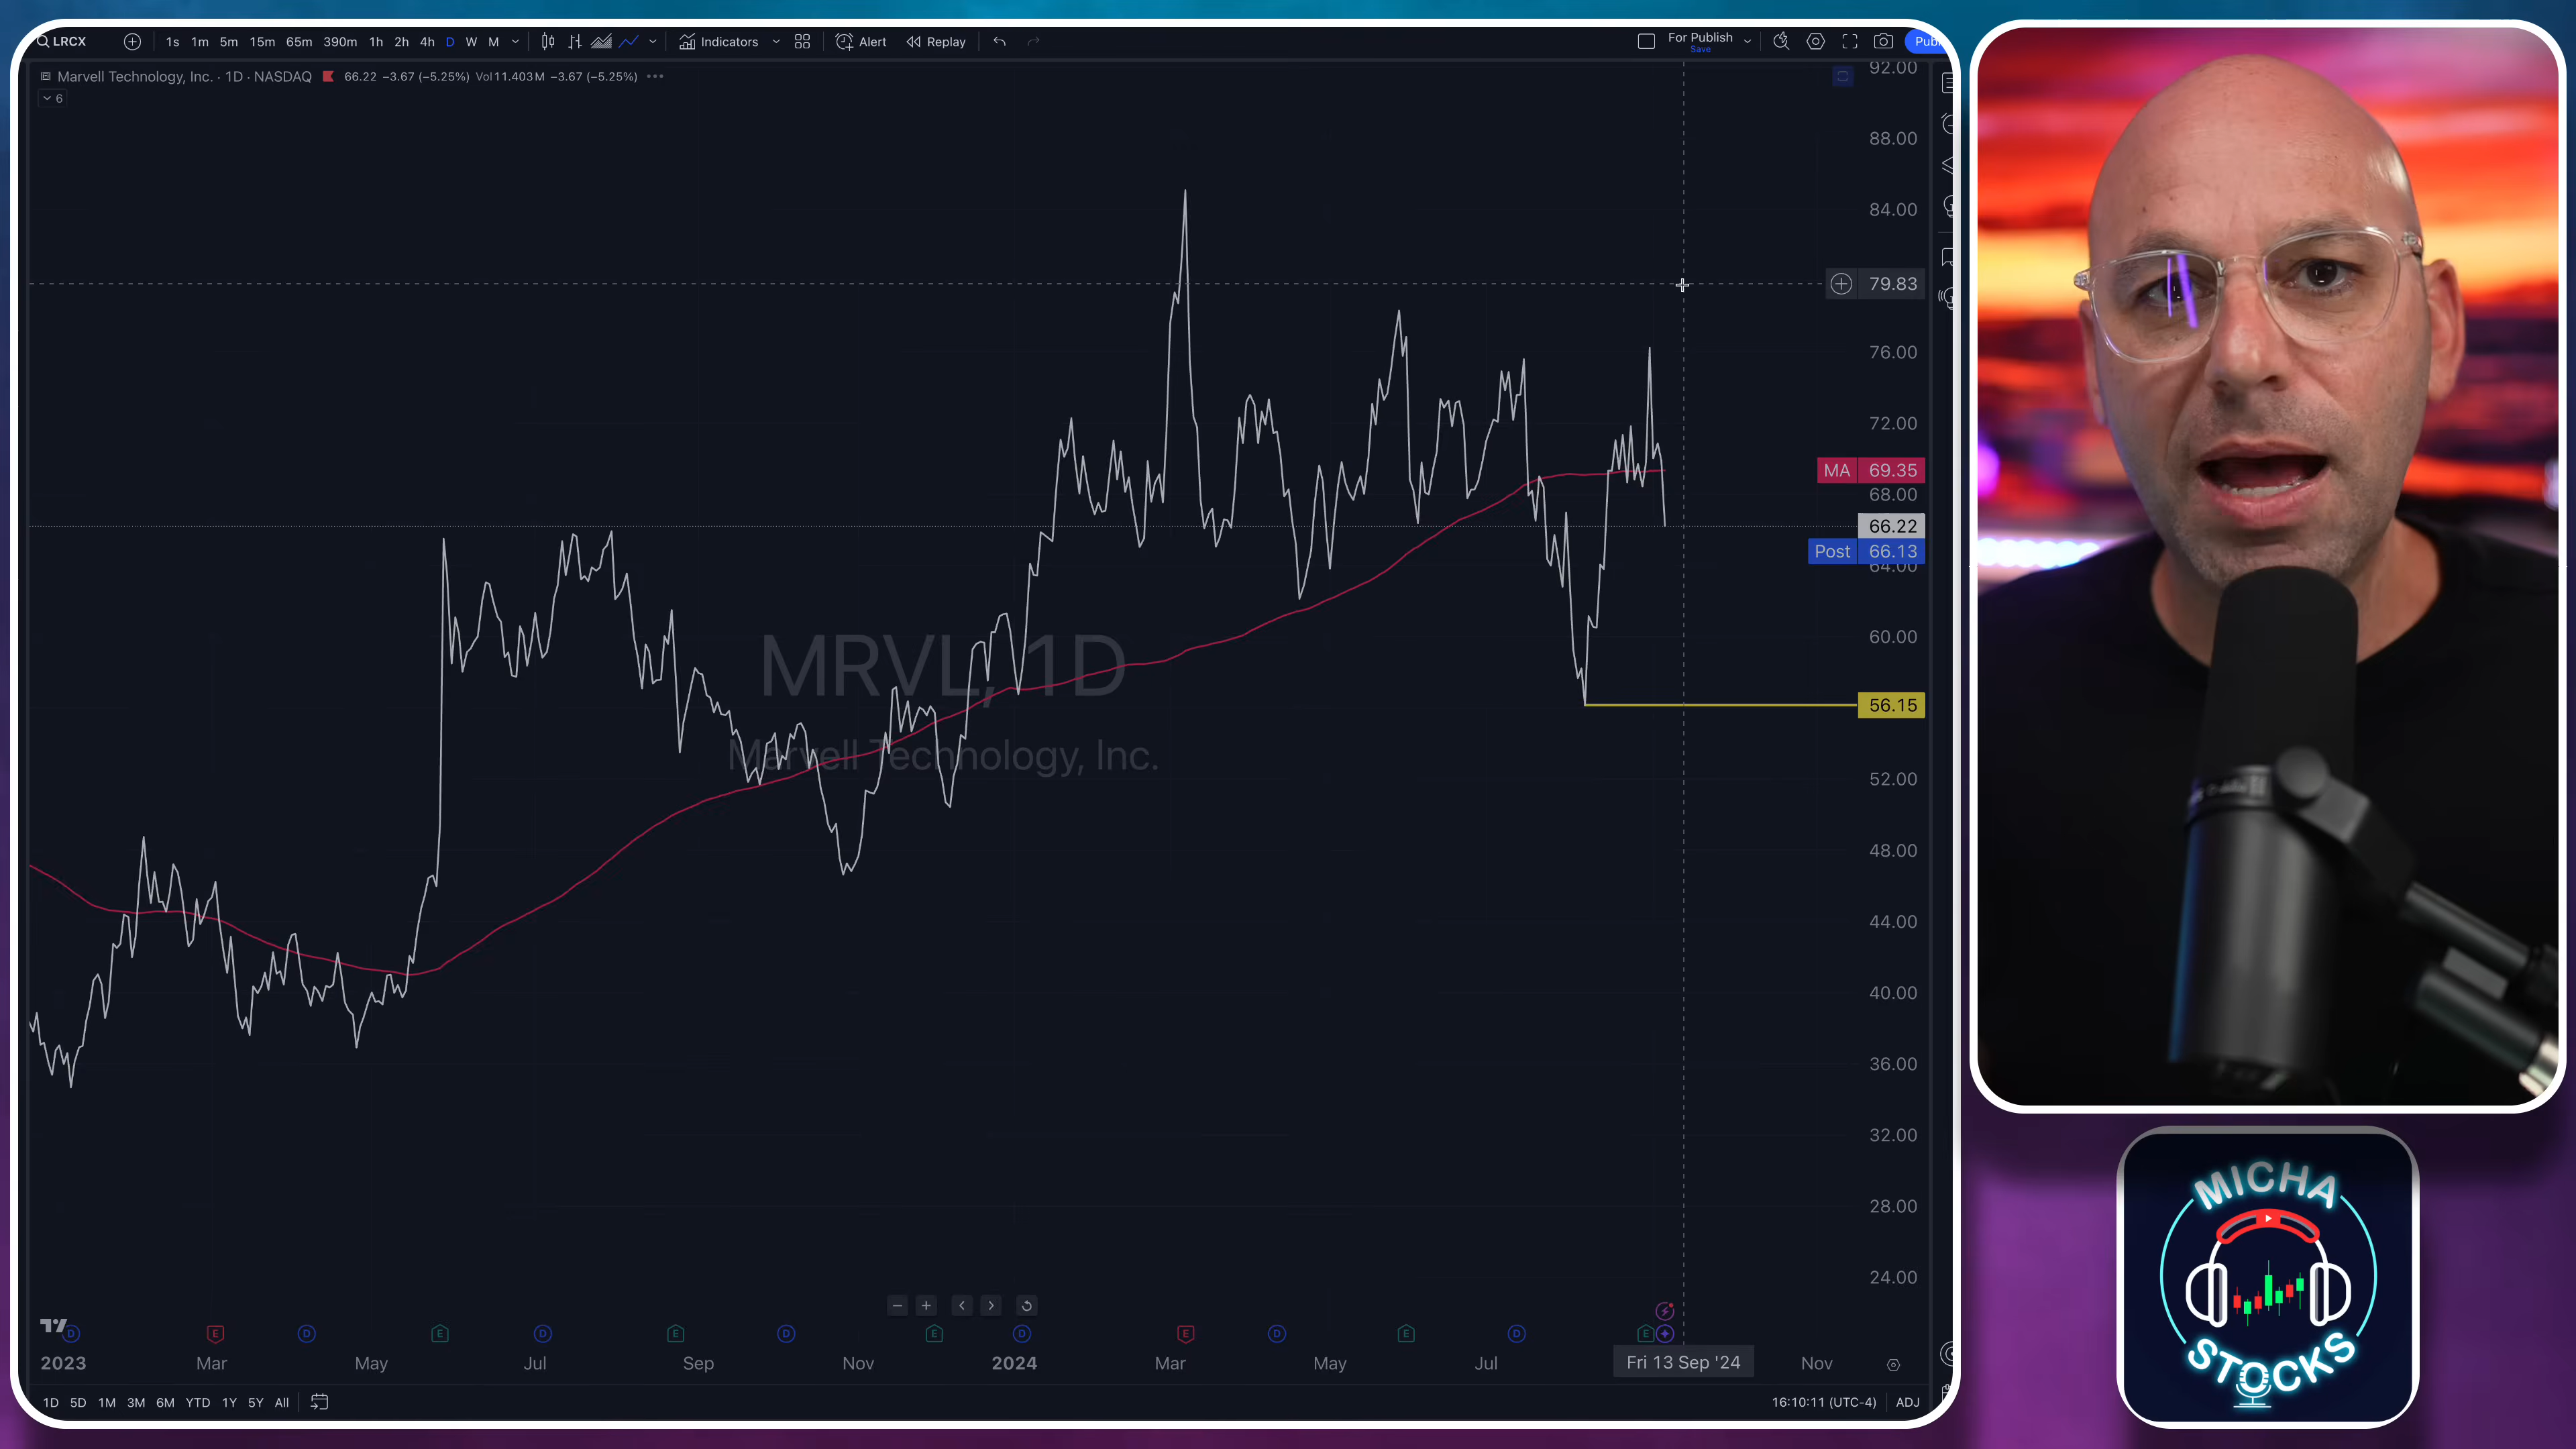 LRCX 1s 1m 5m 15m 65m 390m 1h 2h 4h D W M Indicators Alert Replay For Publish Save
Marvell Technology, Inc. · 1D · NASDAQ 66.22 −3.67 (−5.25%) Vol 11.403 M −3.67 (−5.25%)
6
92.00
88.00
84.00
79.83
76.00
72.00
MA 69.35
68.00
66.22
Post 66.13
64.00
60.00
56.15
52.00
48.00
44.00
40.00
36.00
32.00
28.00
24.00
MRVL, 1D
Marvell Technology, Inc.
D E D E D E D E D E D E D E
2023 Mar May Jul Sep Nov 2024 Mar May Jul Fri 13 Sep '24 Nov
1D 5D 1M 3M 6M YTD 1Y 5Y All 16:10:11 (UTC-4) ADJ
MICHA
STOCKS